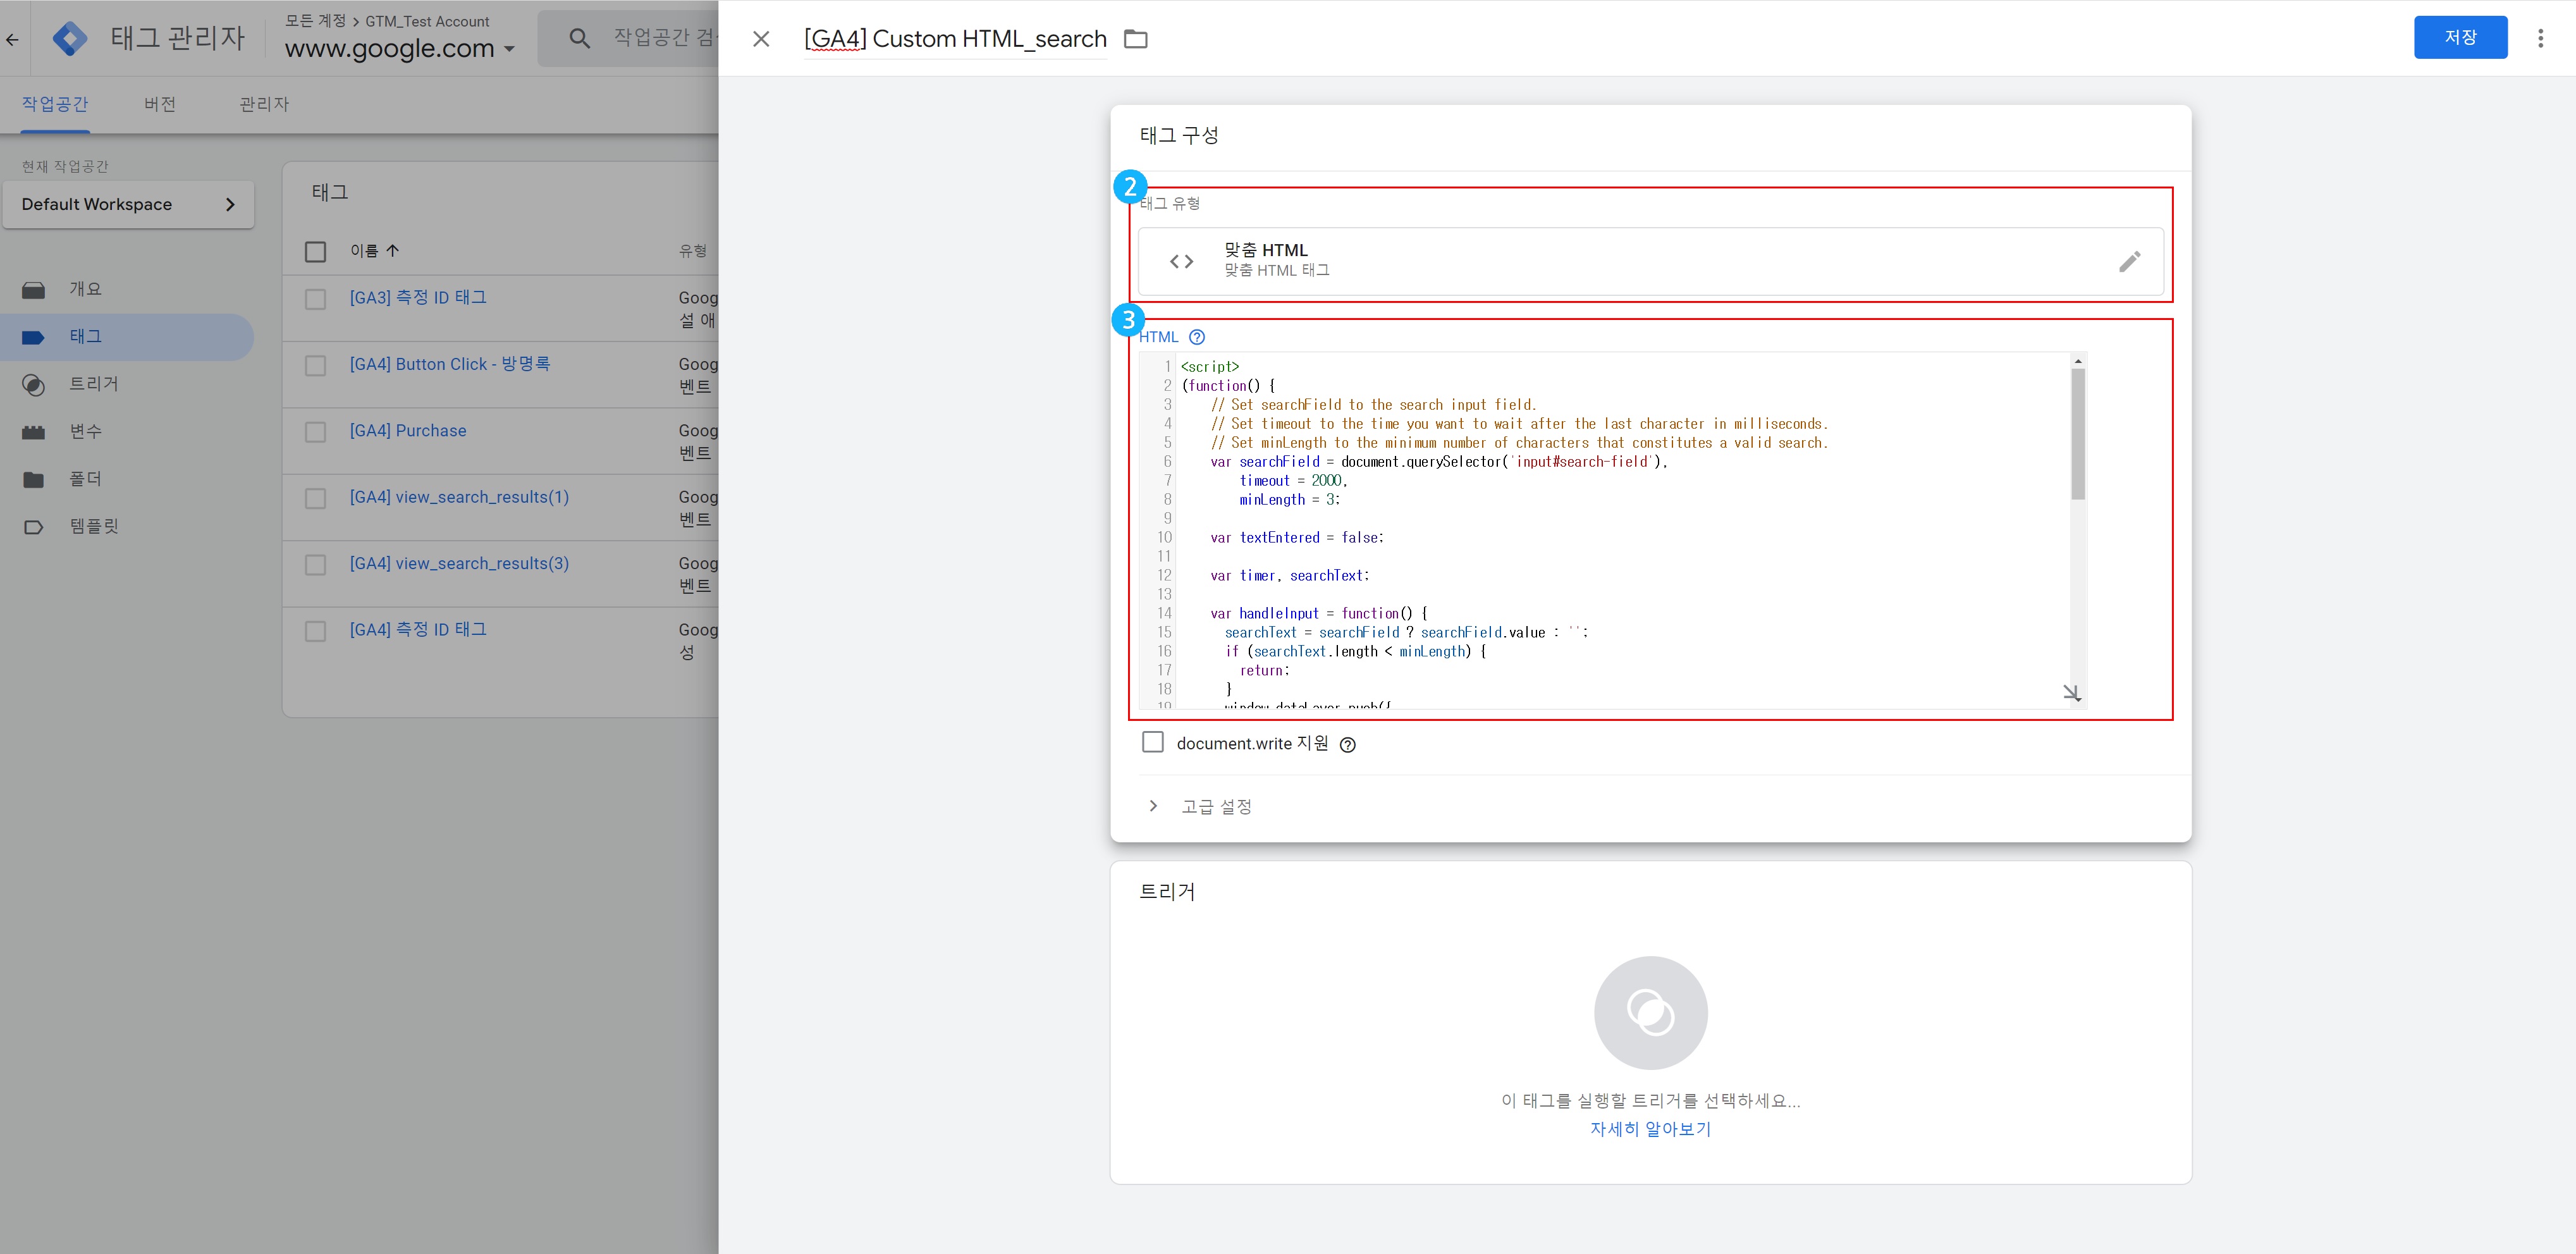 태그 관리자
모든 계정 > GTM_Test Account
www.google.com
작업공간 검
작업공간 버전 관리자
현재 작업공간
Default Workspace
개요
태그
트리거
변수
폴더
템플릿
태그
이름 유형
[GA3] 측정 ID 태그 Goog
설 애
[GA4] Button Click - 방명록 Goog
벤트
[GA4] Purchase Goog
벤트
[GA4] view_search_results(1) Goog
벤트
[GA4] view_search_results(3) Goog
벤트
[GA4] 측정 ID 태그 Goog
성
[GA4] Custom HTML_search
저장
태그 구성
2
태그 유형
맞춤 HTML
맞춤 HTML 태그
3
HTML
1 <script>
2 (function() {
3 // Set searchField to the search input field.
4 // Set timeout to the time you want to wait after the last character in milliseconds.
5 // Set minLength to the minimum number of characters that constitutes a valid search.
6 var searchField = document.querySelector('input#search-field'),
7 timeout = 2000,
8 minLength = 3;
9
10 var textEntered = false;
11
12 var timer, searchText;
13
14 var handleInput = function() {
15 searchText = searchField ? searchField.value : '';
16 if (searchText.length < minLength) {
17 return;
18 }
19 window.dataLayer.push({
document.write 지원
고급 설정
트리거
이 태그를 실행할 트리거를 선택하세요...
자세히 알아보기